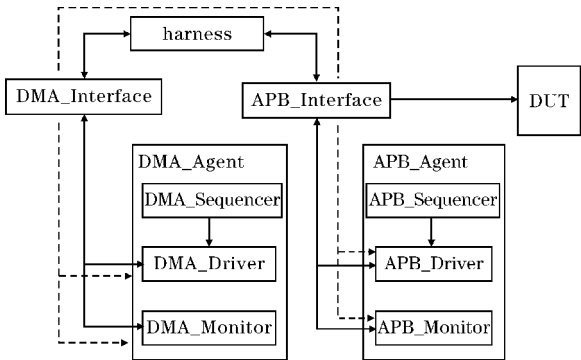 harness
DMA_Interface
APB_Interface
DUT
DMA_Agent
DMA_Sequencer
DMA_Driver
DMA_Monitor
APB_Agent
APB_Sequencer
APB_Driver
APB_Monitor